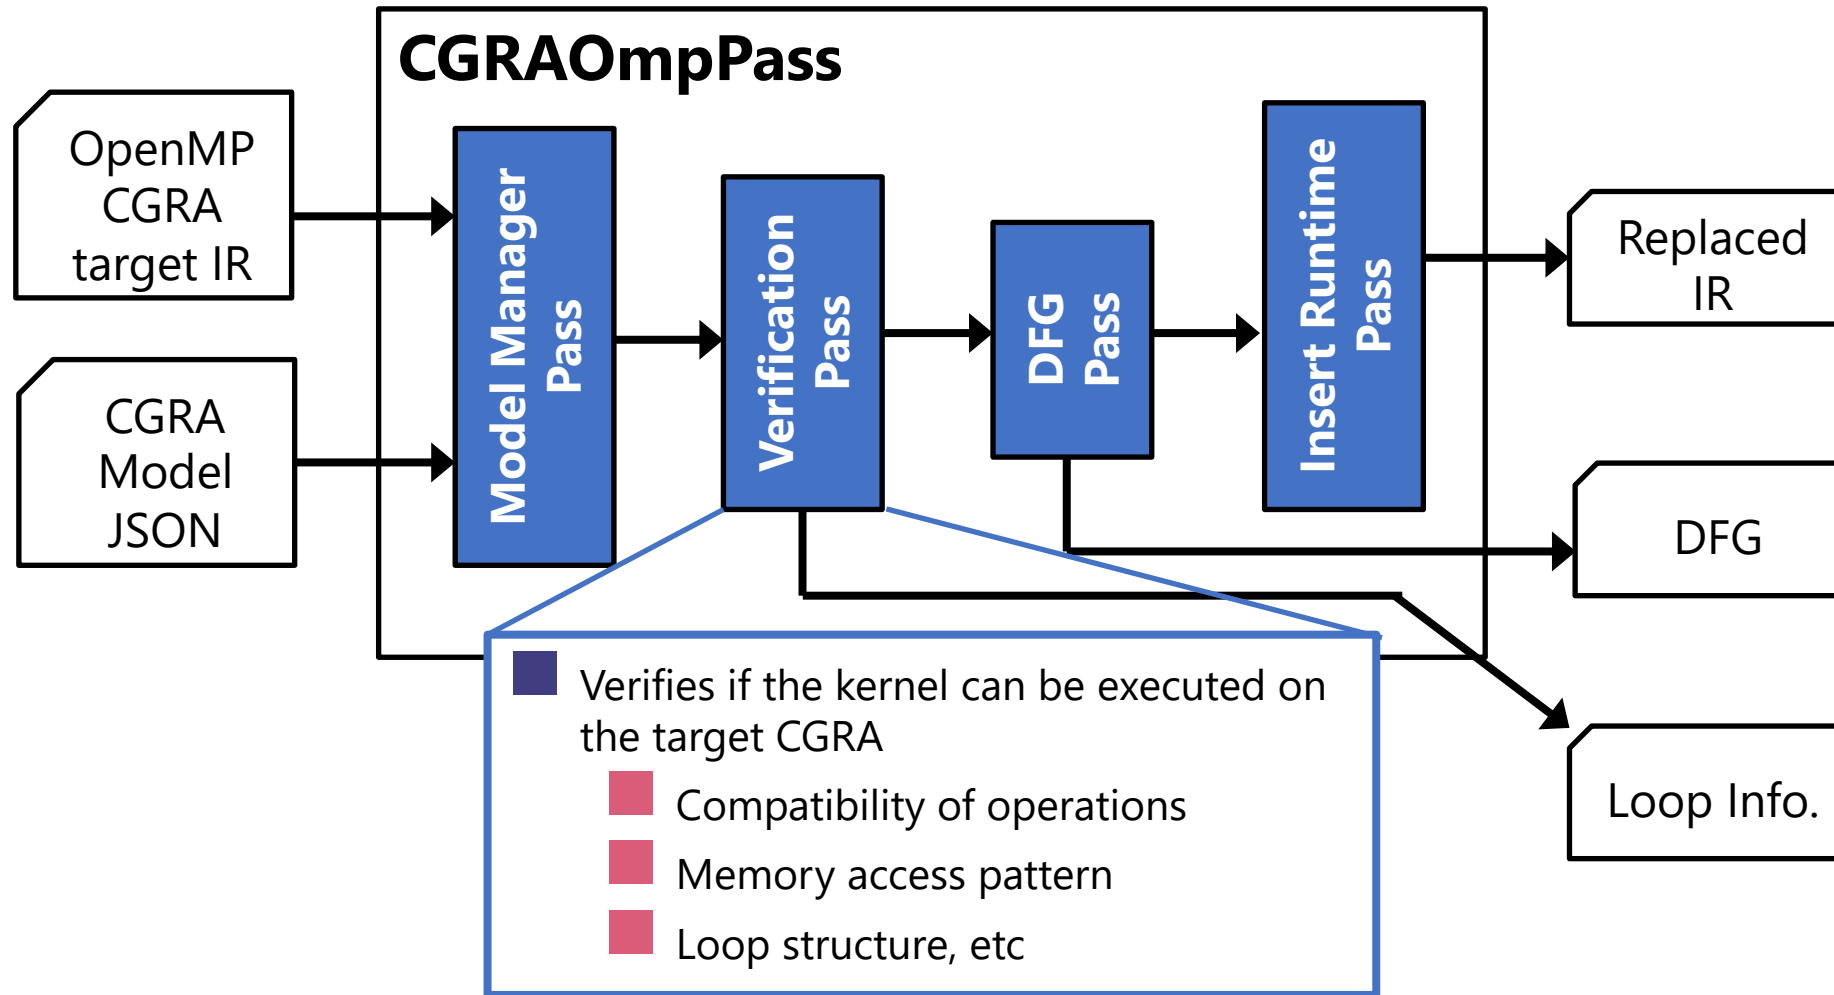 CGRAOmpPass
OpenMP
CGRA
target IR
CGRA
Model
JSON
Model Manager
Pass
Verification
Pass
DFG
Pass
Insert Runtime
Pass
Replaced
IR
DFG
Loop Info.
Verifies if the kernel can be executed on
the target CGRA
Compatibility of operations
Memory access pattern
Loop structure, etc